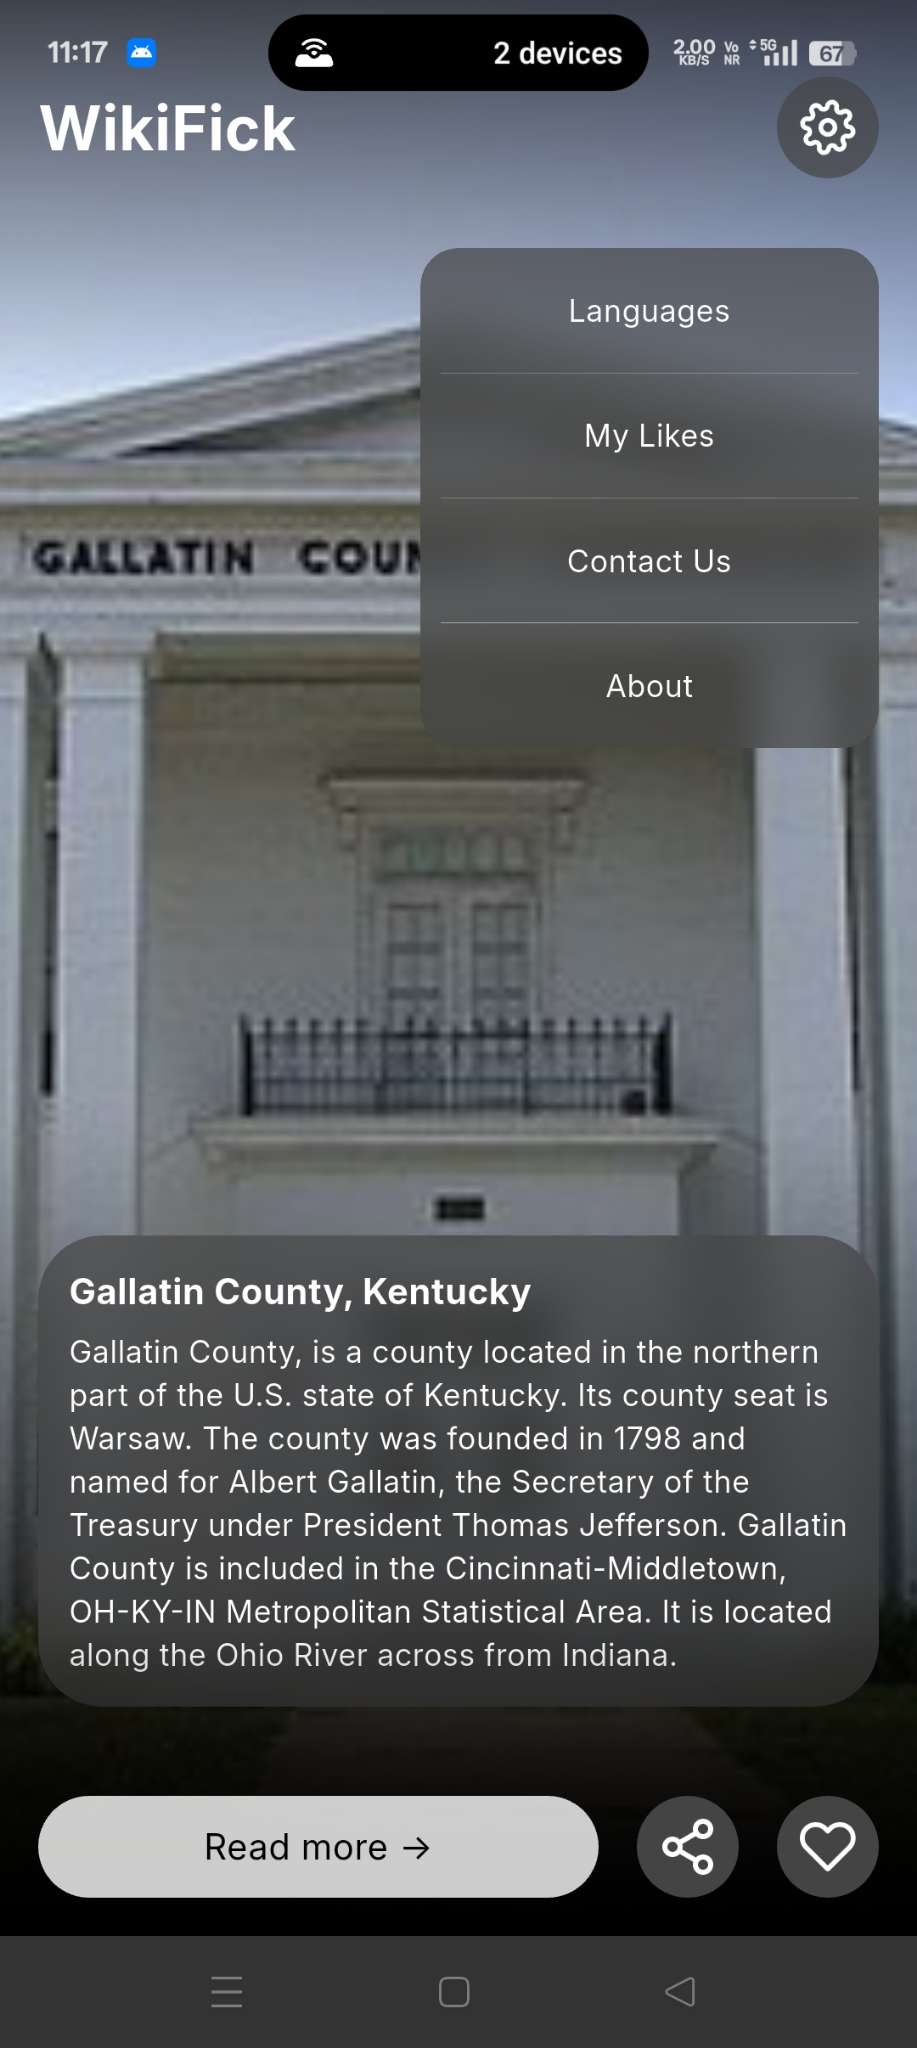 11:17
2 devices
2.00 KB/S Vo NR 5G 67
WikiFick
Languages
My Likes
GALLATIN COUN
Contact Us
About
Gallatin County, Kentucky
Gallatin County, is a county located in the northern
part of the U.S. state of Kentucky. Its county seat is
Warsaw. The county was founded in 1798 and
named for Albert Gallatin, the Secretary of the
Treasury under President Thomas Jefferson. Gallatin
County is included in the Cincinnati-Middletown,
OH-KY-IN Metropolitan Statistical Area. It is located
along the Ohio River across from Indiana.
Read more →